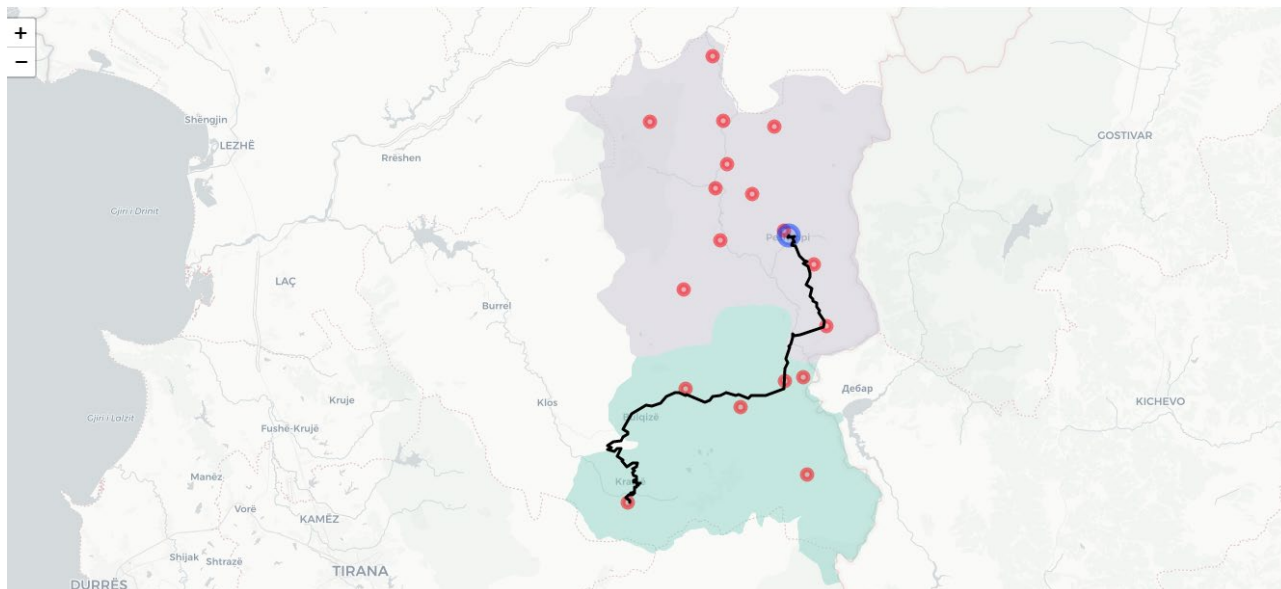 +
−
Shëngjin
LEZHË
Rrëshen
GOSTIVAR
Gjiri i Drinit
LAÇ
Burrel
Дебар
Kruje
Klos
KICHEVO
Gjiri i Lalzit
Fushë-Krujë
Bulqizë
Manëz
Vorë
KAMËZ
Shijak
Shtrazë
TIRANA
DURRËS